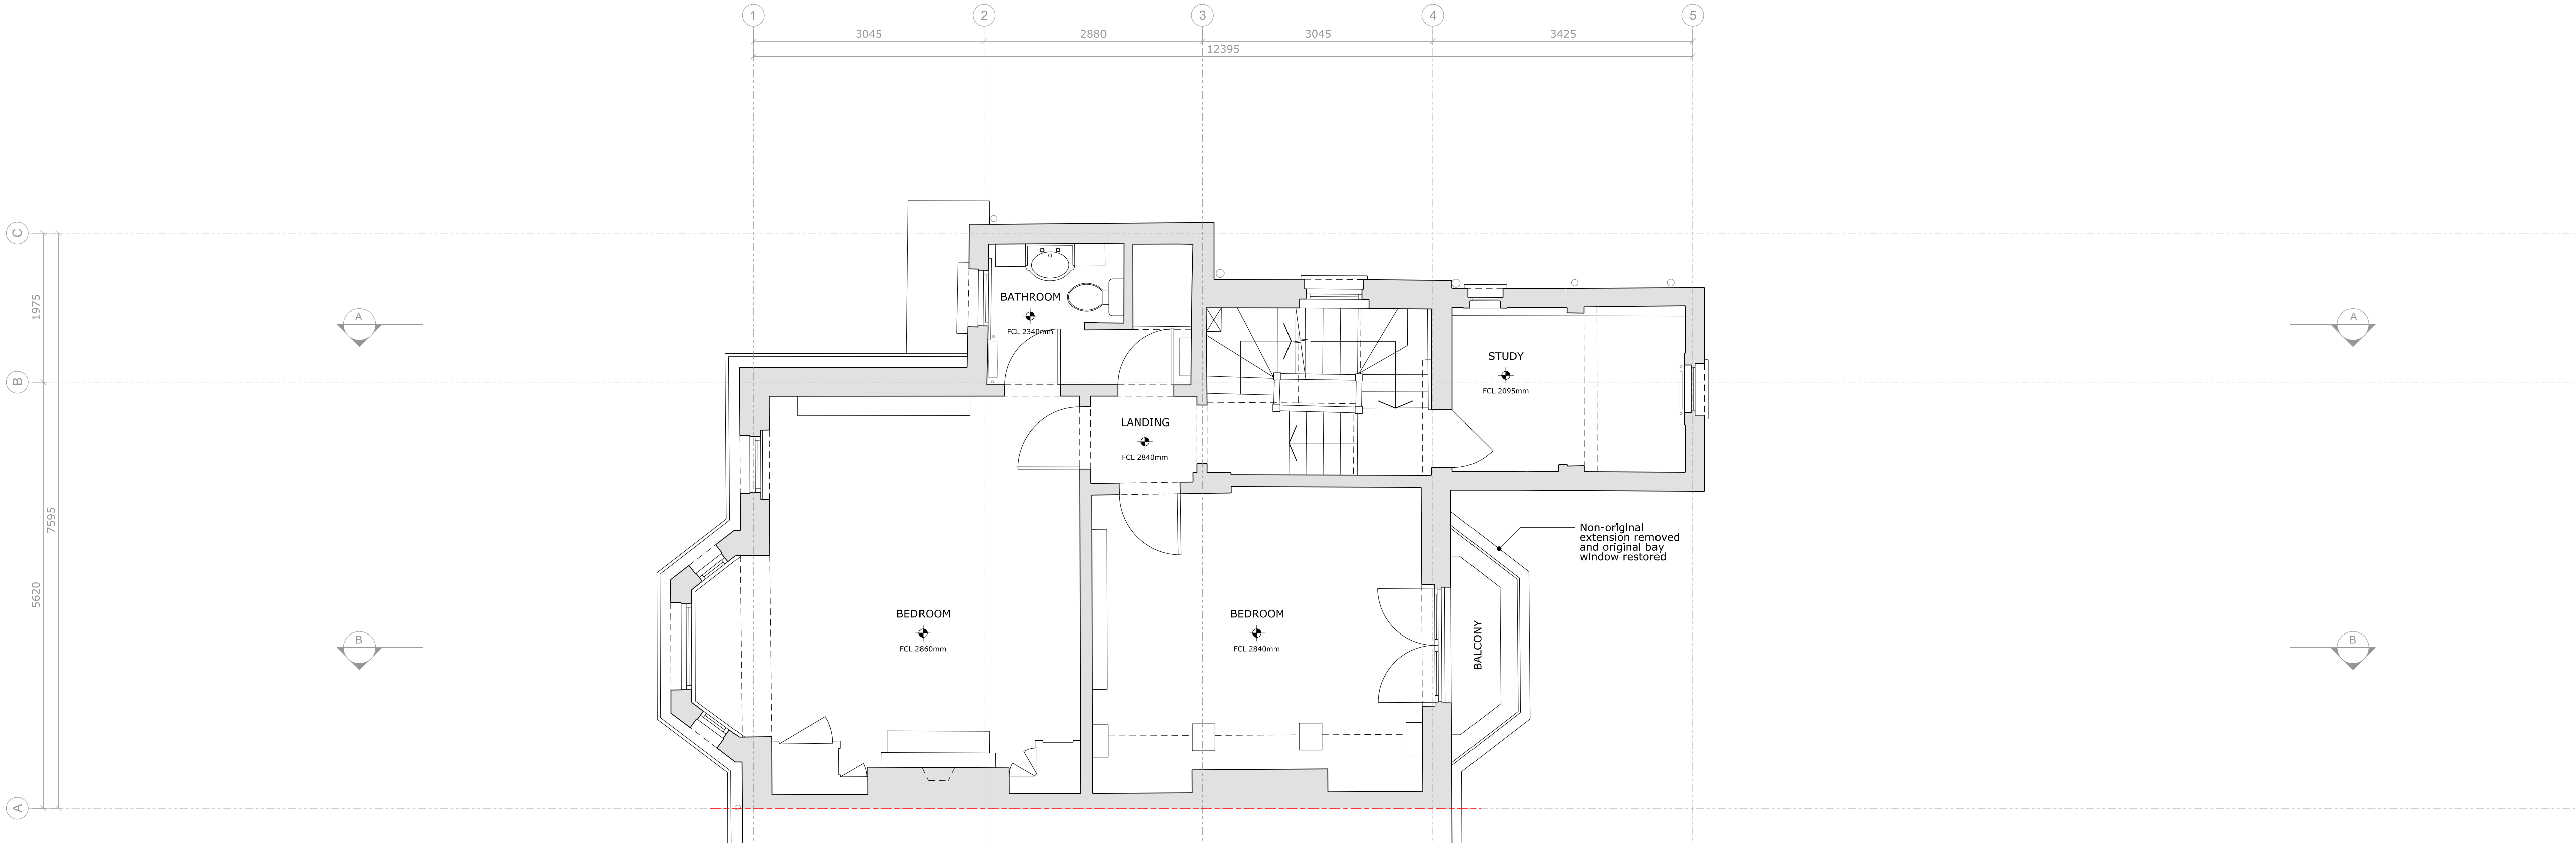 1
2
3
4
5
3045
2880
3045
3425
12395
C
B
A
1975
5620
7595
A
A
B
B
BATHROOM
FCL 2340mm
STUDY
FCL 2095mm
LANDING
FCL 2840mm
Non-original
extension removed
and original bay
window restored
BEDROOM
FCL 2860mm
BEDROOM
FCL 2840mm
BALCONY